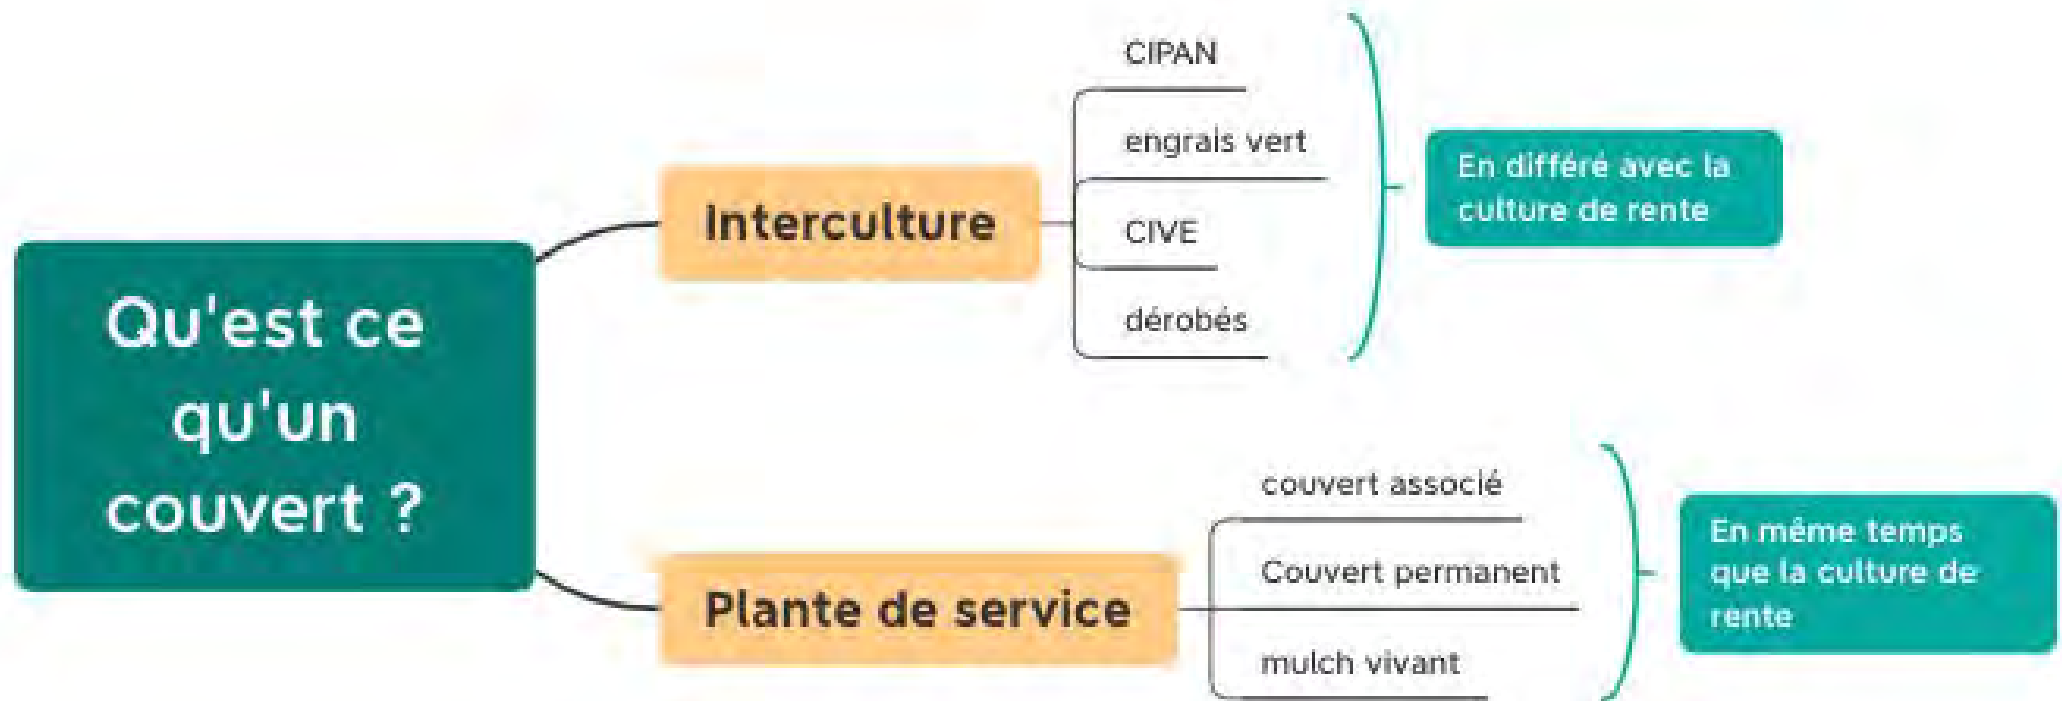 Qu'est ce
qu'un
couvert ?
Interculture
CIPAN
engrais vert
CIVE
dérobés
En différé avec la
culture de rente
Plante de service
couvert associé
Couvert permanent
mulch vivant
En même temps
que la culture de
rente